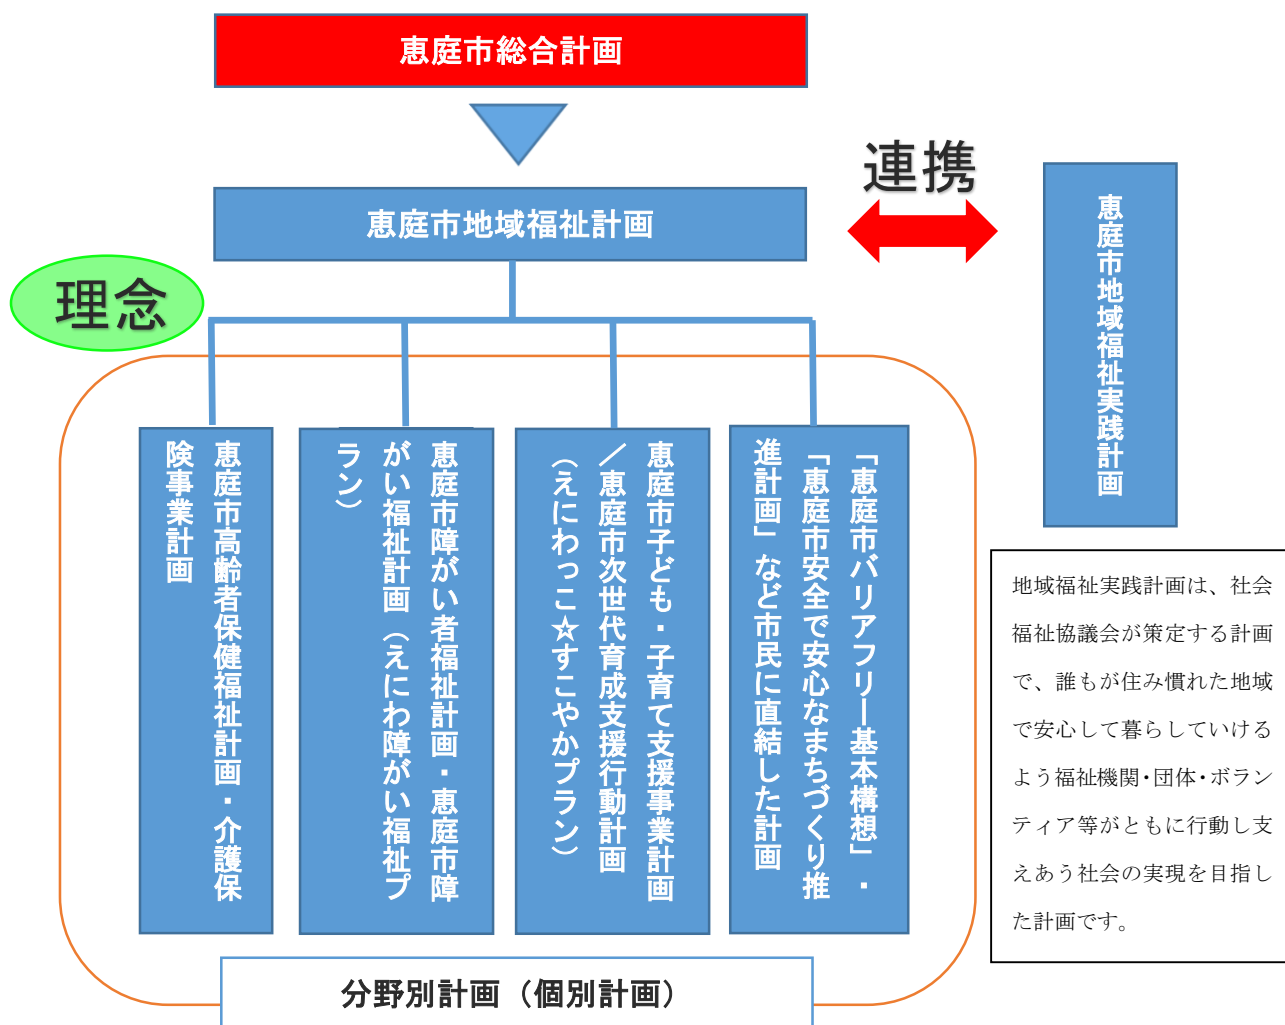 恵庭市総合計画
恵庭市地域福祉計画
連携
恵庭市地域福祉実践計画
理念
恵庭市高齢者保健福祉計画・介護保
険事業計画
恵庭市障がい者福祉計画・恵庭市障
がい福祉計画（えにわ障がい福祉プ
ラン）
恵庭市子ども・子育て支援事業計画
／恵庭市次世代育成支援行動計画
（えにわっこ☆すこやかプラン）
「恵庭市バリアフリー基本構想」・
「恵庭市安全で安心なまちづくり推
進計画」など市民に直結した計画
地域福祉実践計画は、社会
福祉協議会が策定する計画
で、誰もが住み慣れた地域
で安心して暮らしていける
よう福祉機関・団体・ボラン
ティア等がともに行動し支
えあう社会の実現を目指し
た計画です。
分野別計画（個別計画）